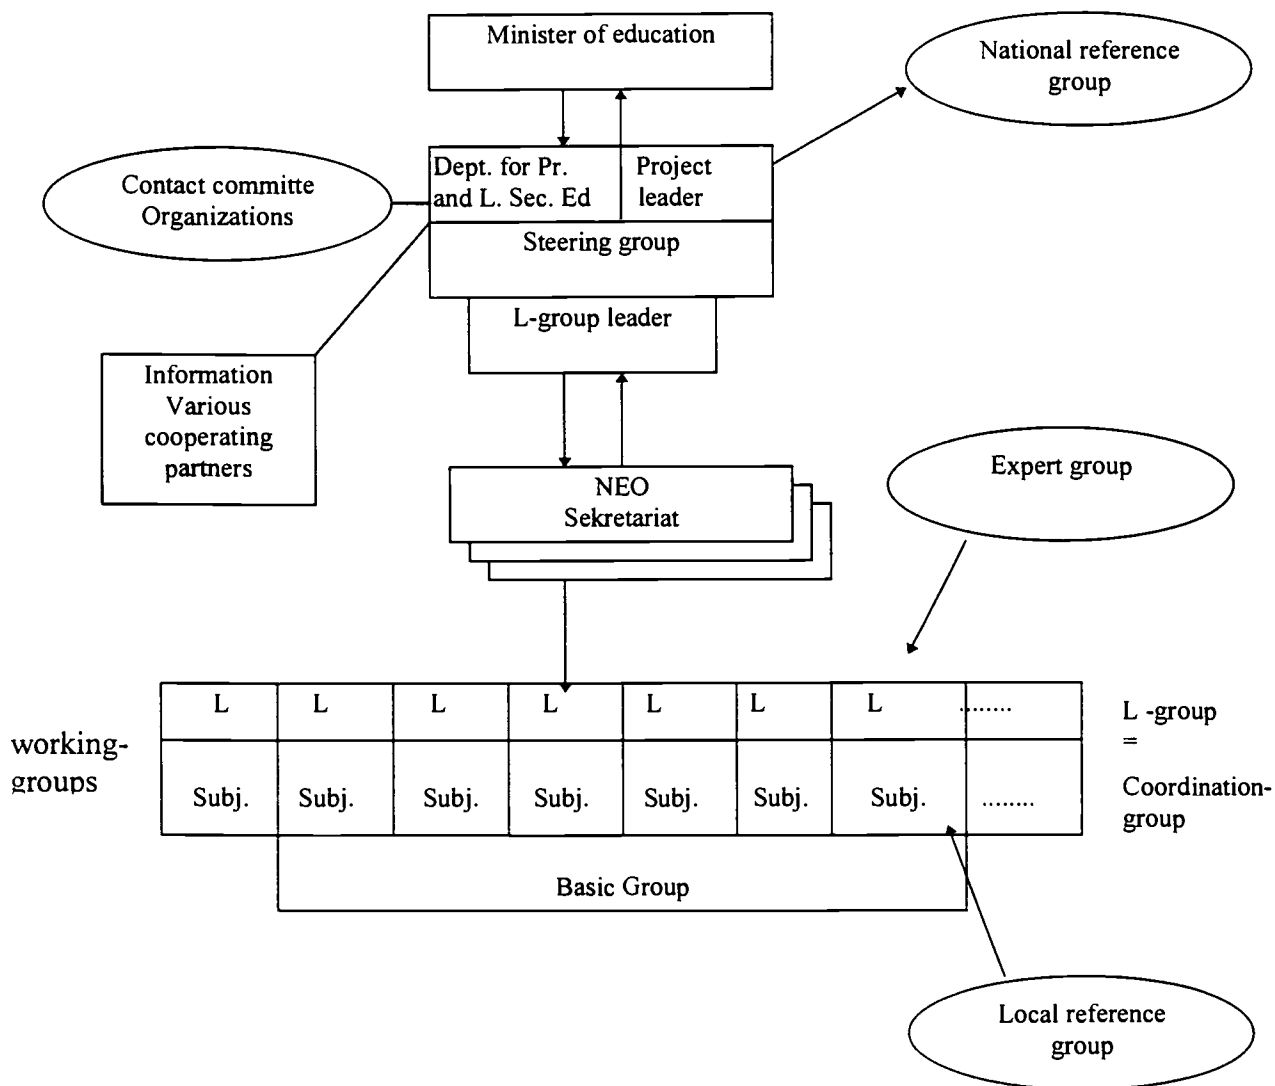 Minister of education
National reference
group
Dept. for Pr.
and L. Sec. Ed
Project
leader
Contact committe
Organizations
Steering group
L-group leader
Information
Various
cooperating
partners
NEO
Sekretariat
Expert group
L L L L L L L ........
L -group
=
Coordination-
group
working-
groups
Subj. Subj. Subj. Subj. Subj. Subj. Subj. ........
Basic Group
Local reference
group